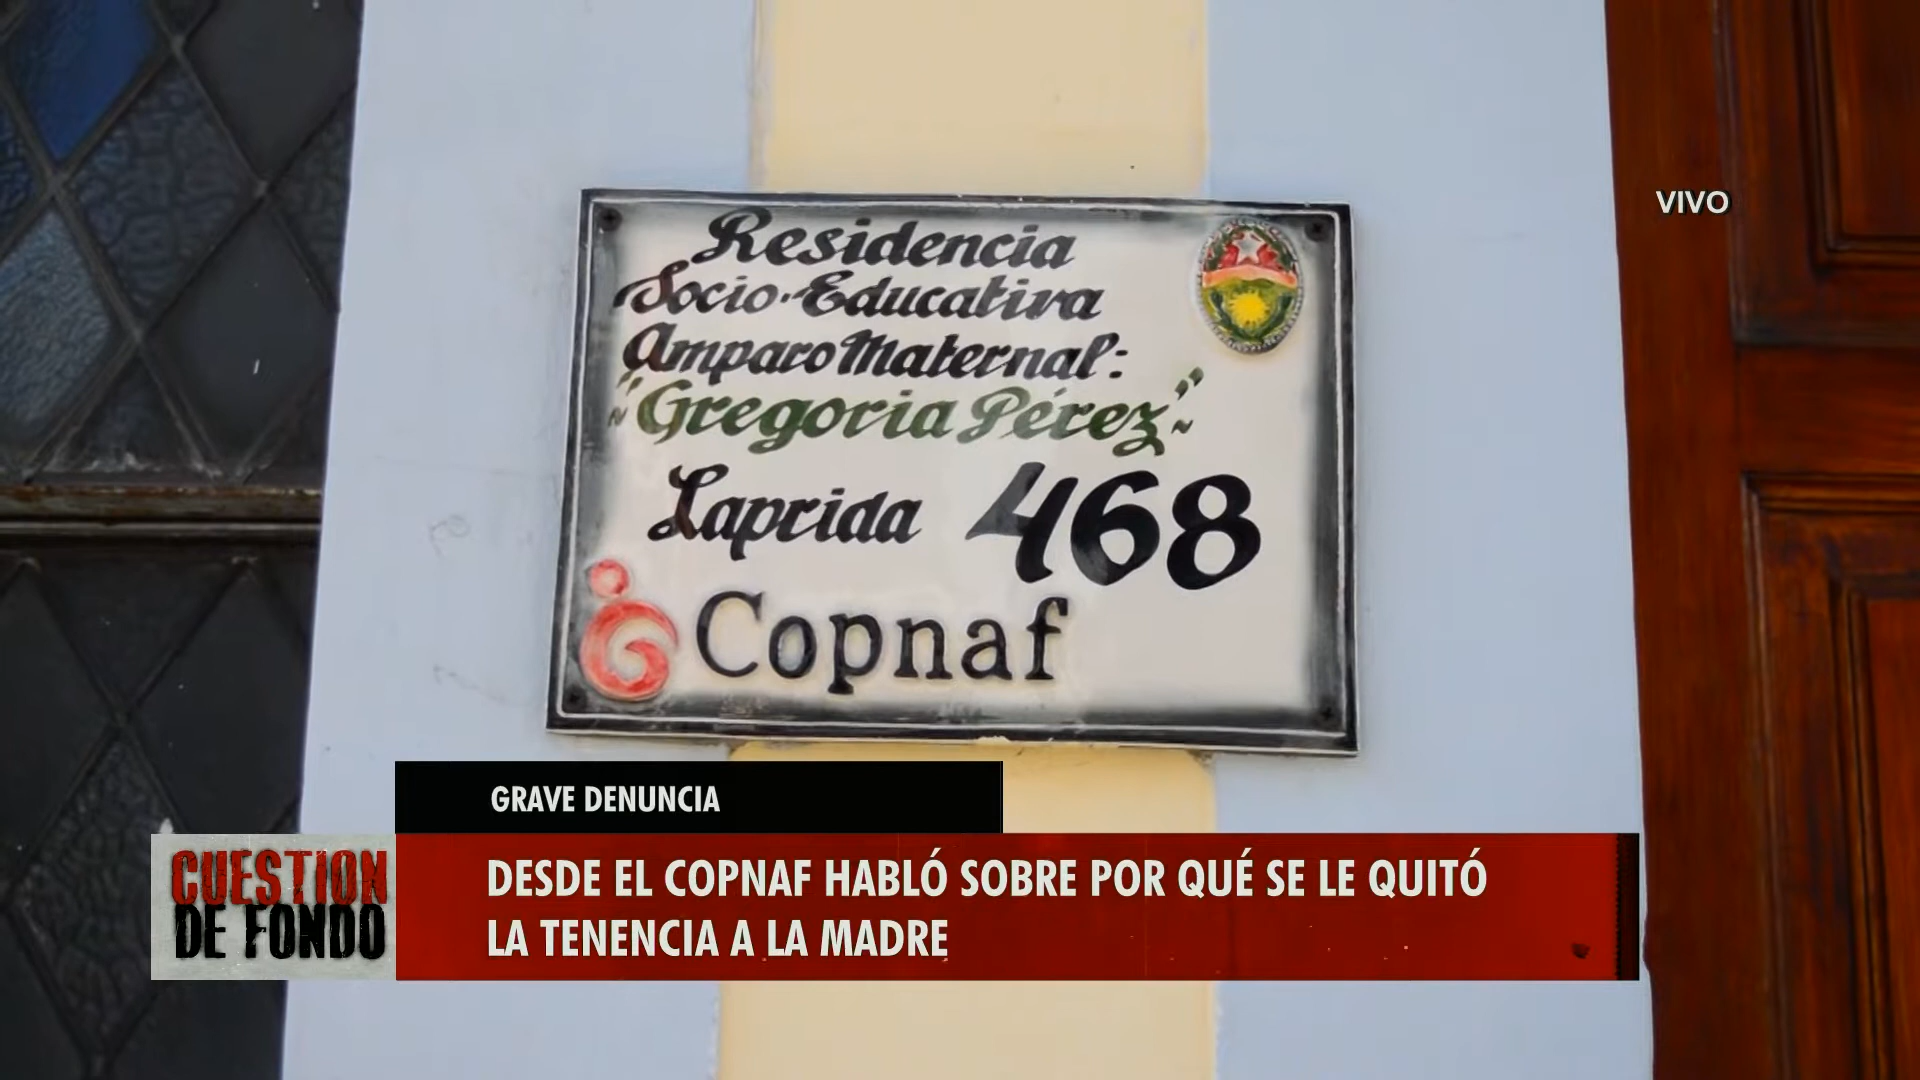 Residencia
Socio-Educativa
Amparo Maternal:
"Gregoria Pérez"
Laprida 468
Copnaf
VIVO
GRAVE DENUNCIA
CUESTION
DE FONDO
DESDE EL COPNAF HABLÓ SOBRE POR QUÉ SE LE QUITÓ
LA TENENCIA A LA MADRE